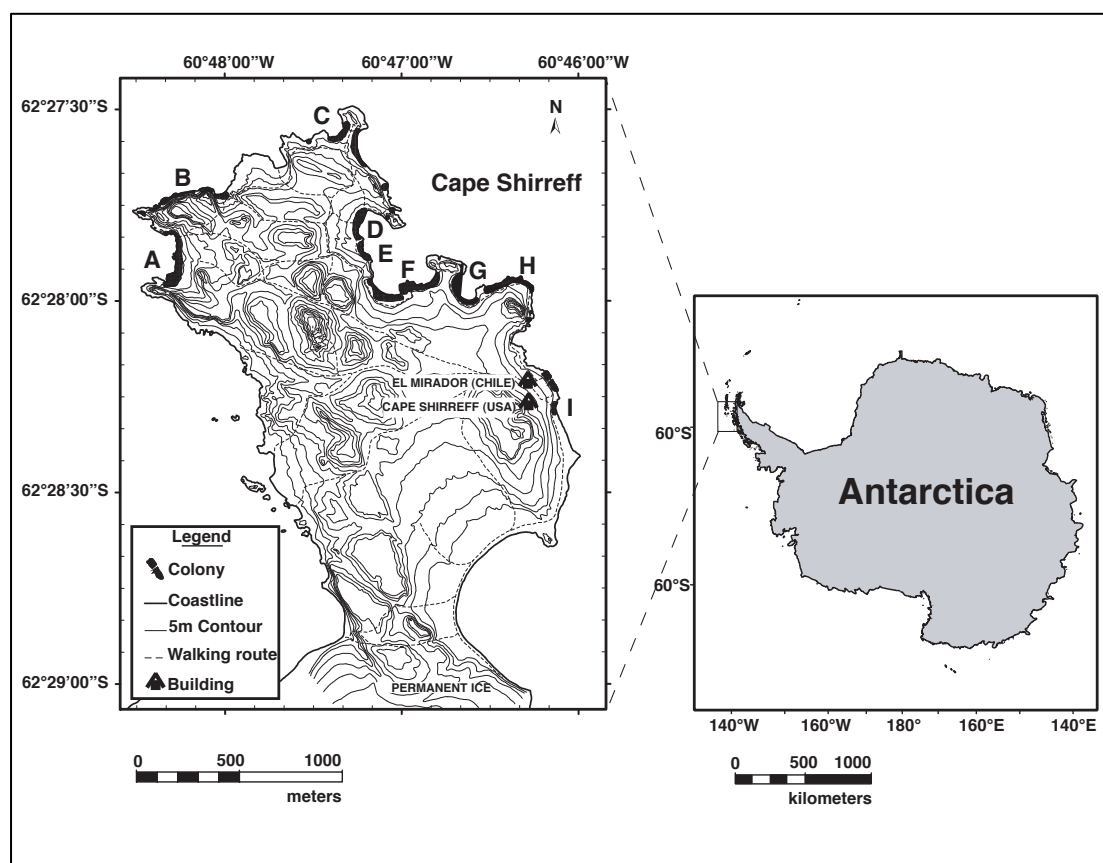 60°48'00"W 60°47'00"W 60°46'00"W
62°27'30"S
N
C
B
Cape Shirreff
D
A
E
F
G
H
62°28'00"S
EL MIRADOR (CHILE)
CAPE SHIRREFF (USA)
I
62°28'30"S
Legend
Colony
Coastline
5m Contour
Walking route
Building
62°29'00"S
PERMANENT ICE
0 500 1000
meters
60°S
Antarctica
60°S
140°W 160°W 180° 160°E 140°E
0 500 1000
kilometers